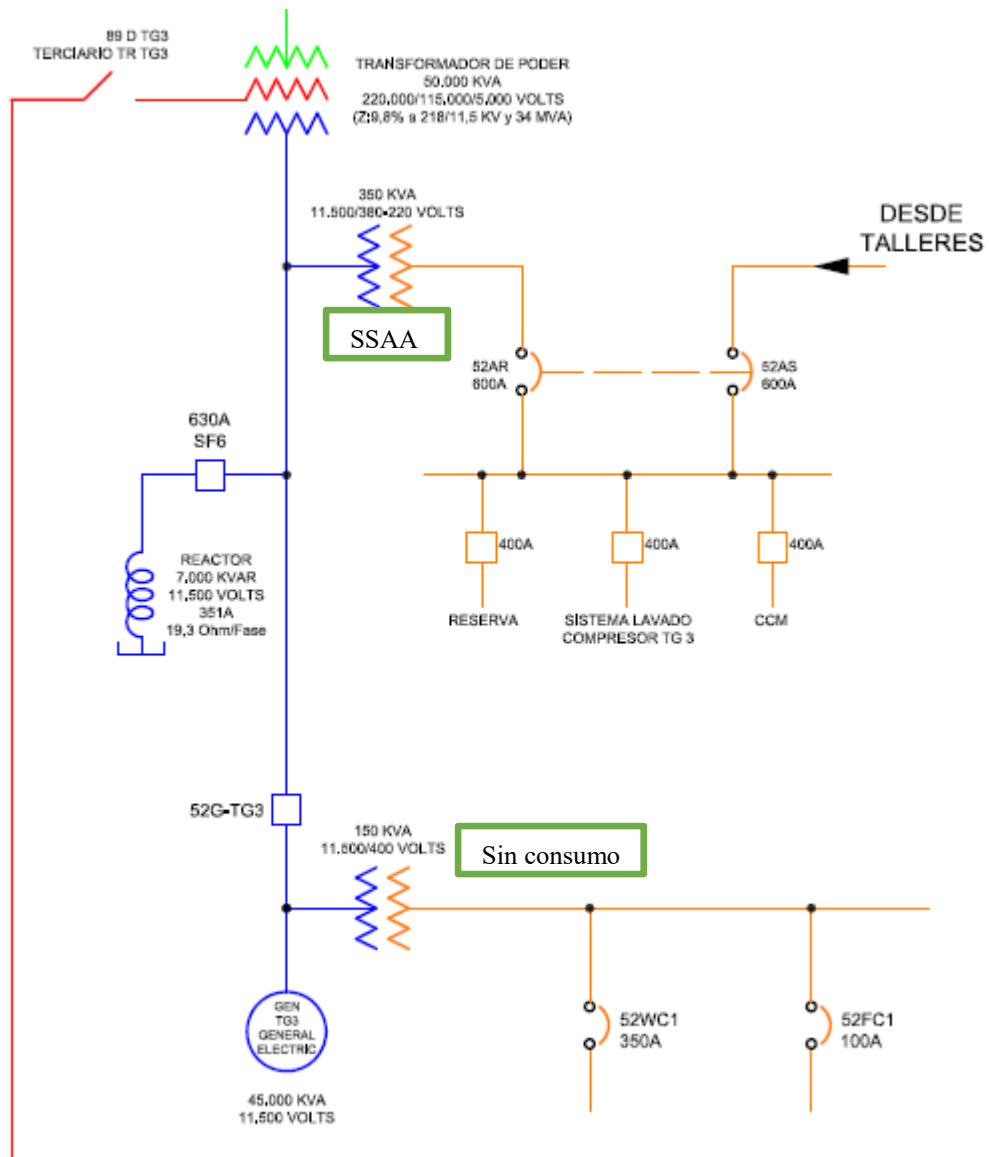 89 D TG3
TERCIARIO TR TG3
TRANSFORMADOR DE PODER
50.000 KVA
220.000/115.000/5.000 VOLTS
(Z:9,8% a 218/11,5 KV y 34 MVA)
350 KVA
11.500/380-220 VOLTS
DESDE
TALLERES
SSAA
52AR
600A
52AS
600A
630A
SF6
REACTOR
7.000 KVAR
11,500 VOLTS
351A
19,3 Ohm/Fase
400A
400A
400A
RESERVA
SISTEMA LAVADO
COMPRESOR TG 3
CCM
52G-TG3
150 KVA
11.500/400 VOLTS
Sin consumo
GEN
TG3
GENERAL
ELECTRIC
45.000 KVA
11,500 VOLTS
52WC1
350A
52FC1
100A